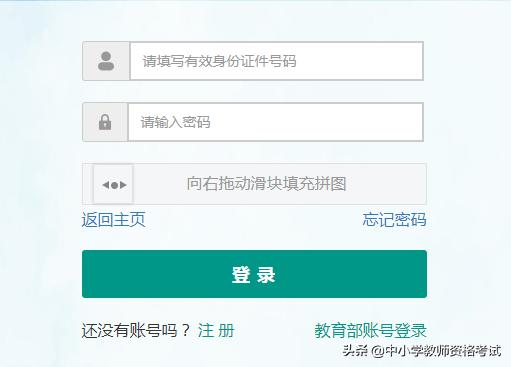 请填写有效身份证件号码
请输入密码
向右拖动滑块填充拼图
返回主页 忘记密码
登录
还没有账号吗？ 注册 教育部账号登录
头条 @中小学教师资格考试